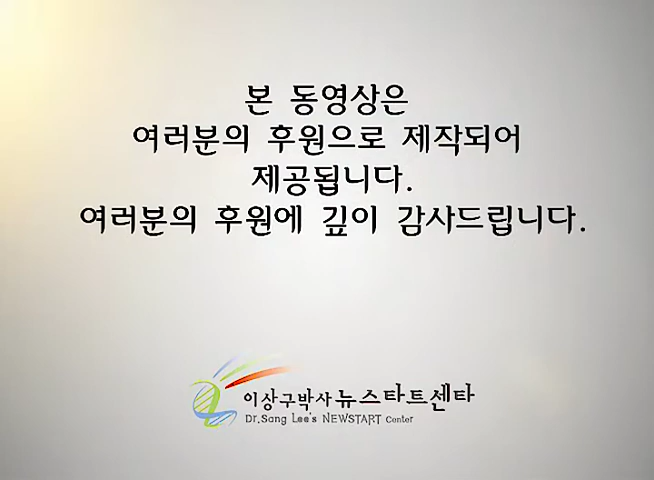 본 동영상은
여러분의 후원으로 제작되어
제공됩니다.
여러분의 후원에 깊이 감사드립니다.
이상구박사 뉴스타트센타
Dr.Sang Lee's NEWSTART Center